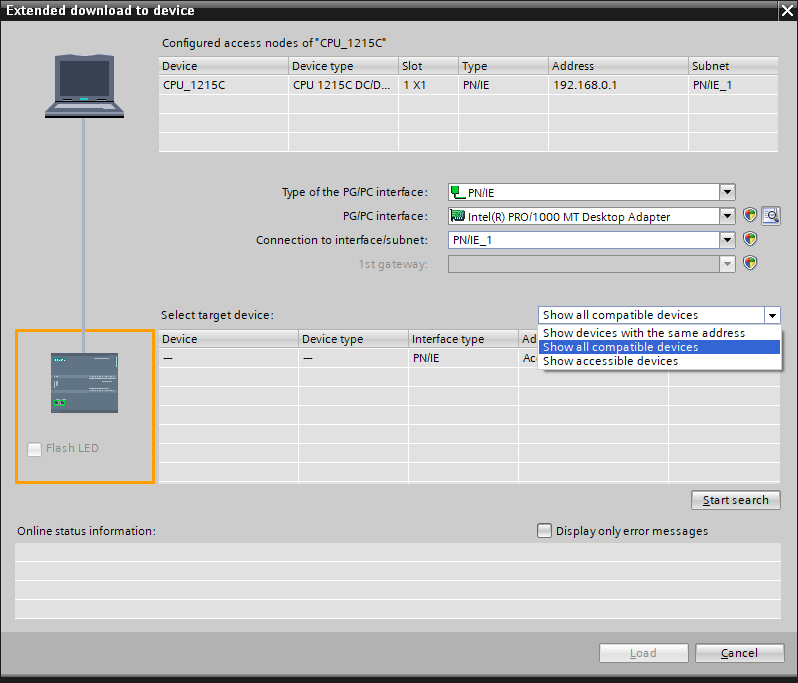 Extended download to device
Configured access nodes of "CPU_1215C"
Device Device type Slot Type Address Subnet
CPU_1215C CPU 1215C DC/D... 1 X1 PN/IE 192.168.0.1 PN/IE_1
Type of the PG/PC interface: PN/IE
PG/PC interface: Intel(R) PRO/1000 MT Desktop Adapter
Connection to interface/subnet: PN/IE_1
1st gateway:
Select target device: Show all compatible devices
Device Device type Interface type Ad
Show devices with the same address
Show all compatible devices
Show accessible devices
— — PN/IE Ac
Flash LED
Start search
Online status information: Display only error messages
Load Cancel